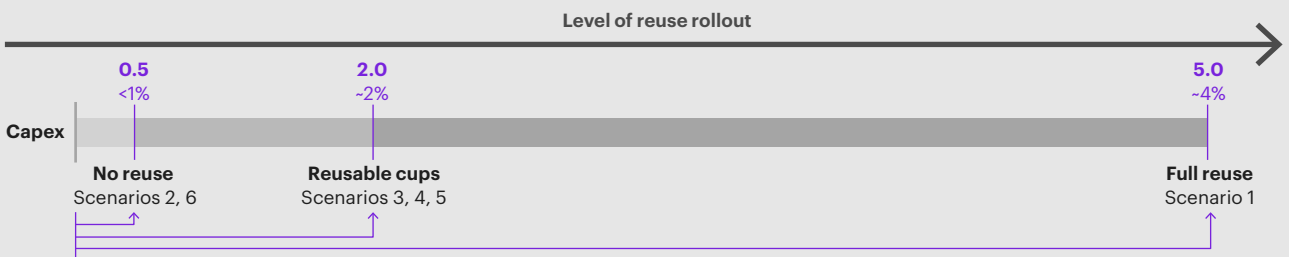 Level of reuse rollout
0.5
<1%
2.0
~2%
5.0
~4%
Capex
No reuse
Scenarios 2, 6
Reusable cups
Scenarios 3, 4, 5
Full reuse
Scenario 1